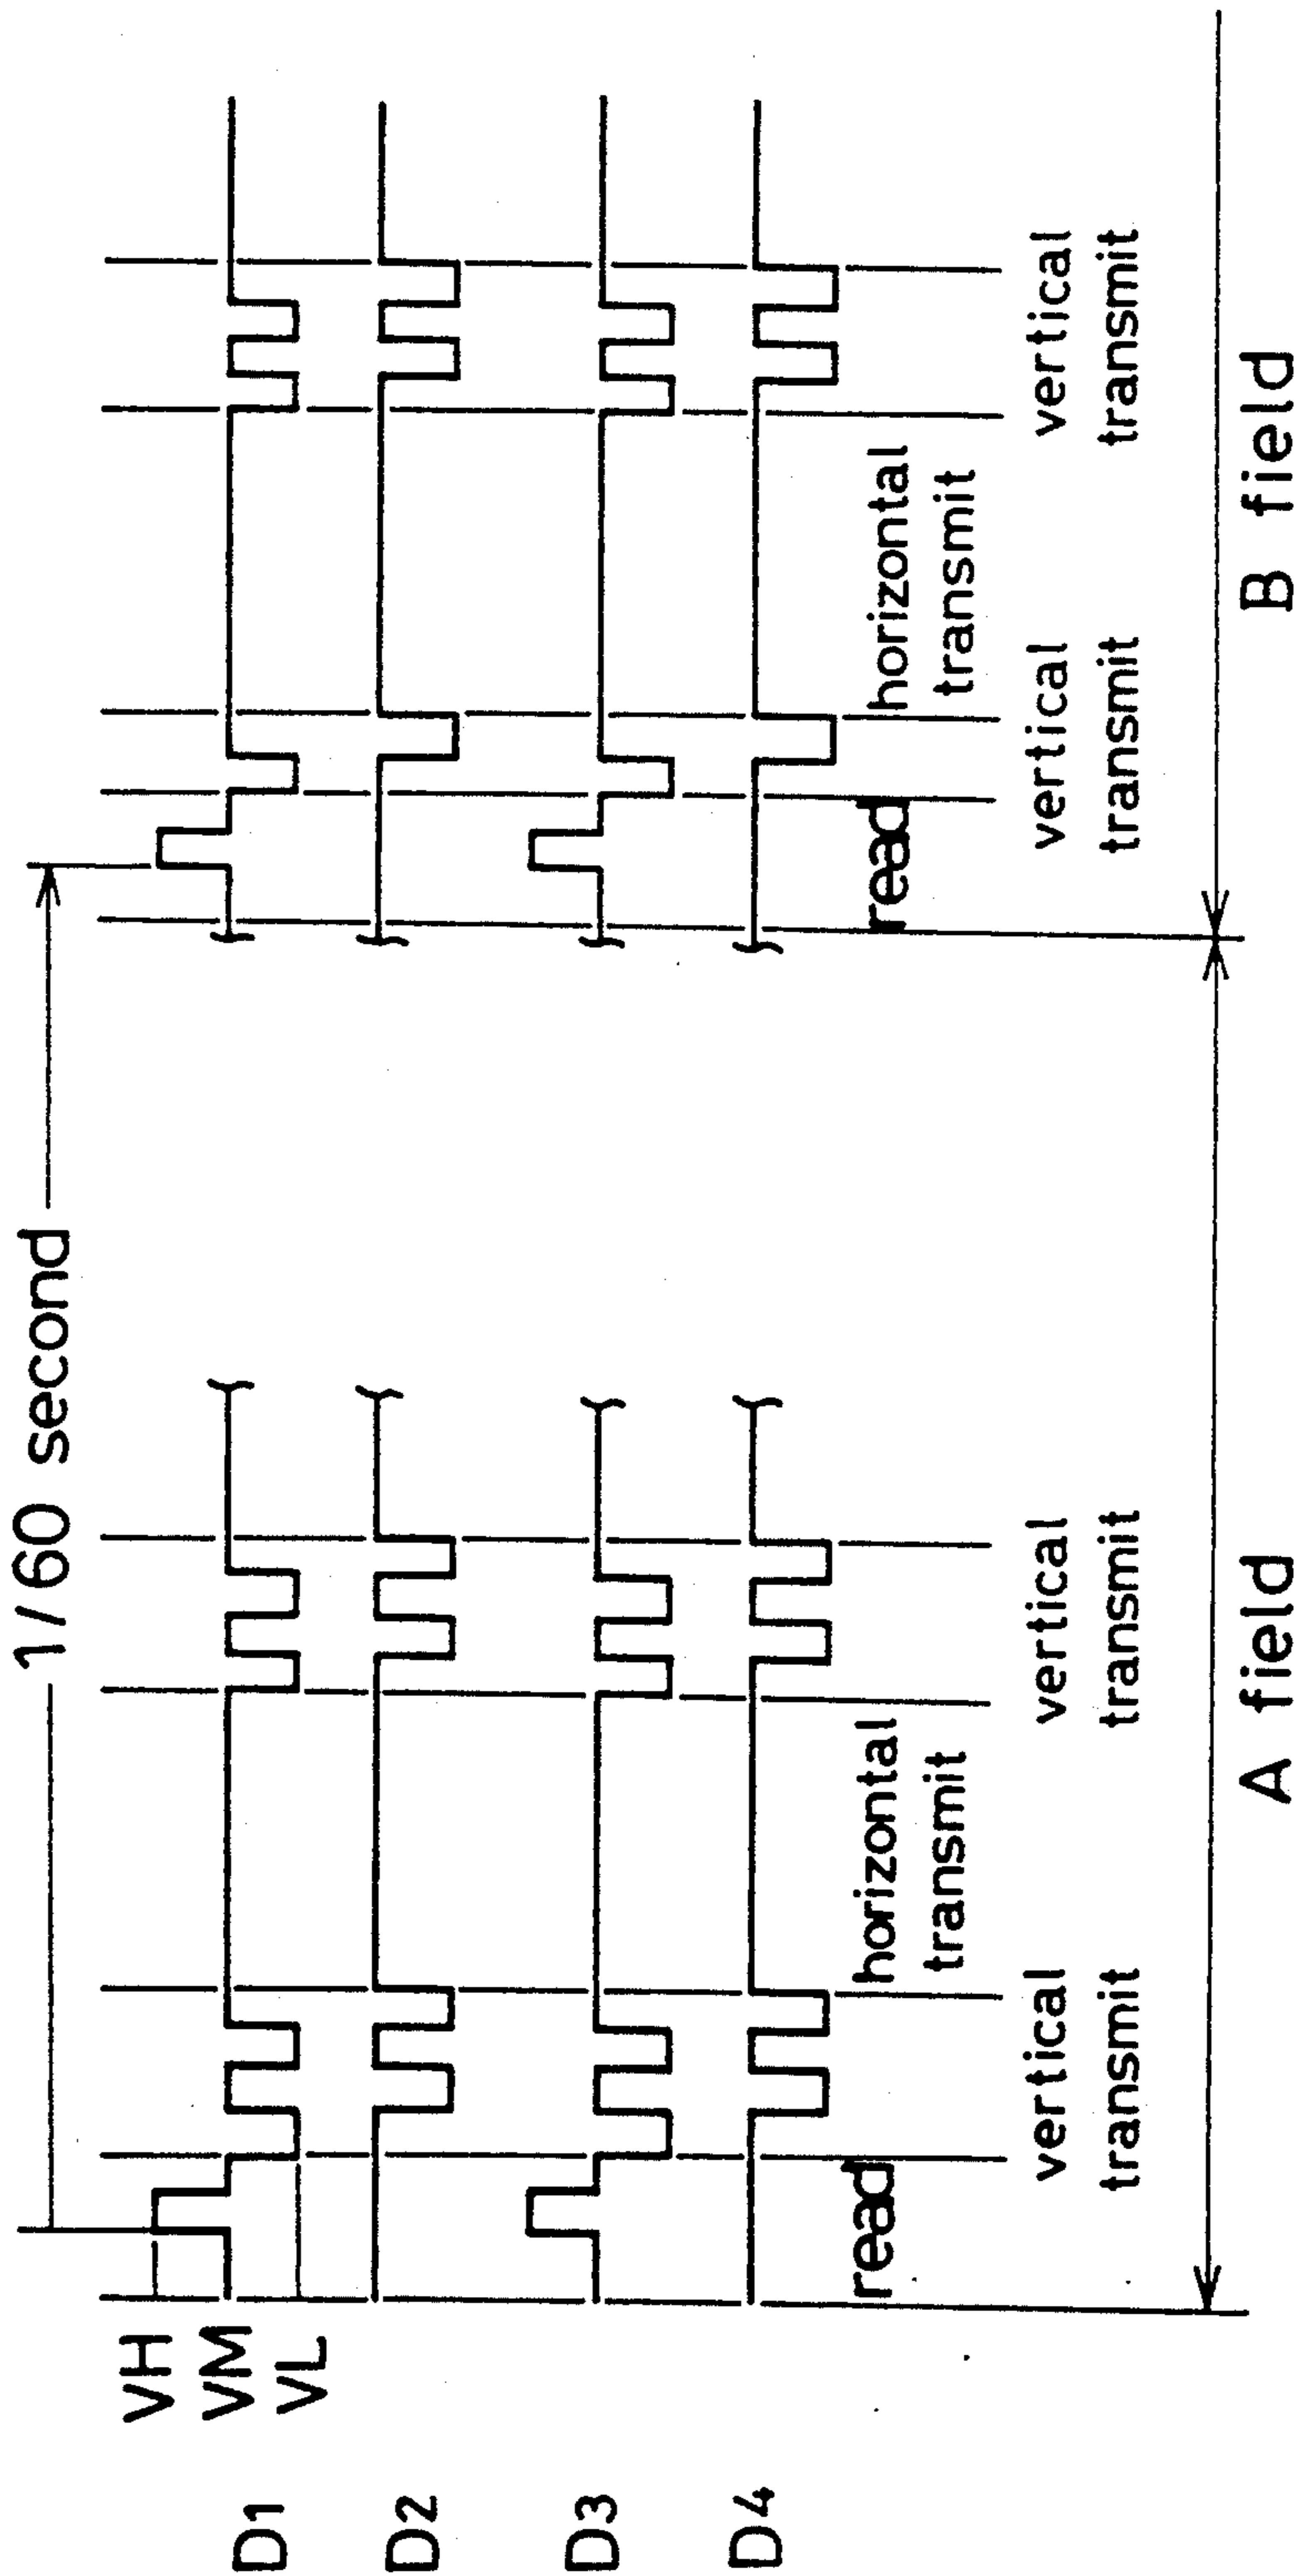 1/60 second
VH
VM
VL
D1
D2
D3
D4
read
horizontal
transmit
read
horizontal
transmit
vertical
transmit
vertical
transmit
vertical
transmit
vertical
transmit
A field
B field